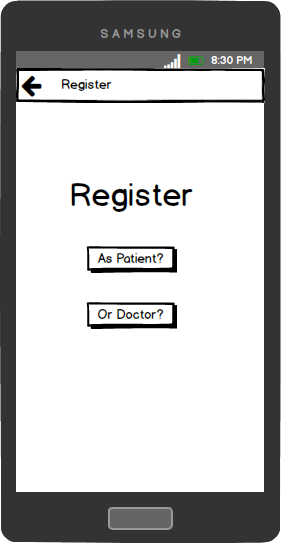 SAMSUNG
8:30 PM
Register
Register
As Patient?
Or Doctor?